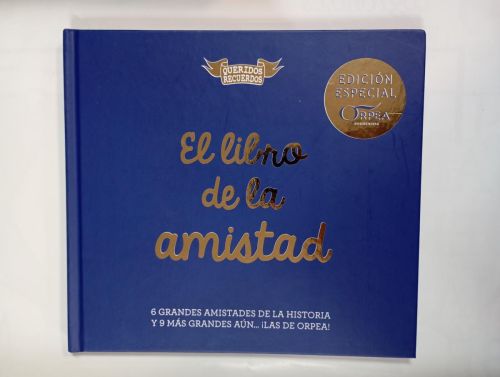 QUERIDOS
RECUERDOS
EDICIÓN
ESPECIAL
ORPEA
El libro
de la
amistad
6 GRANDES AMISTADES DE LA HISTORIA
Y 9 MÁS GRANDES AÚN... ¡LAS DE ORPEA!